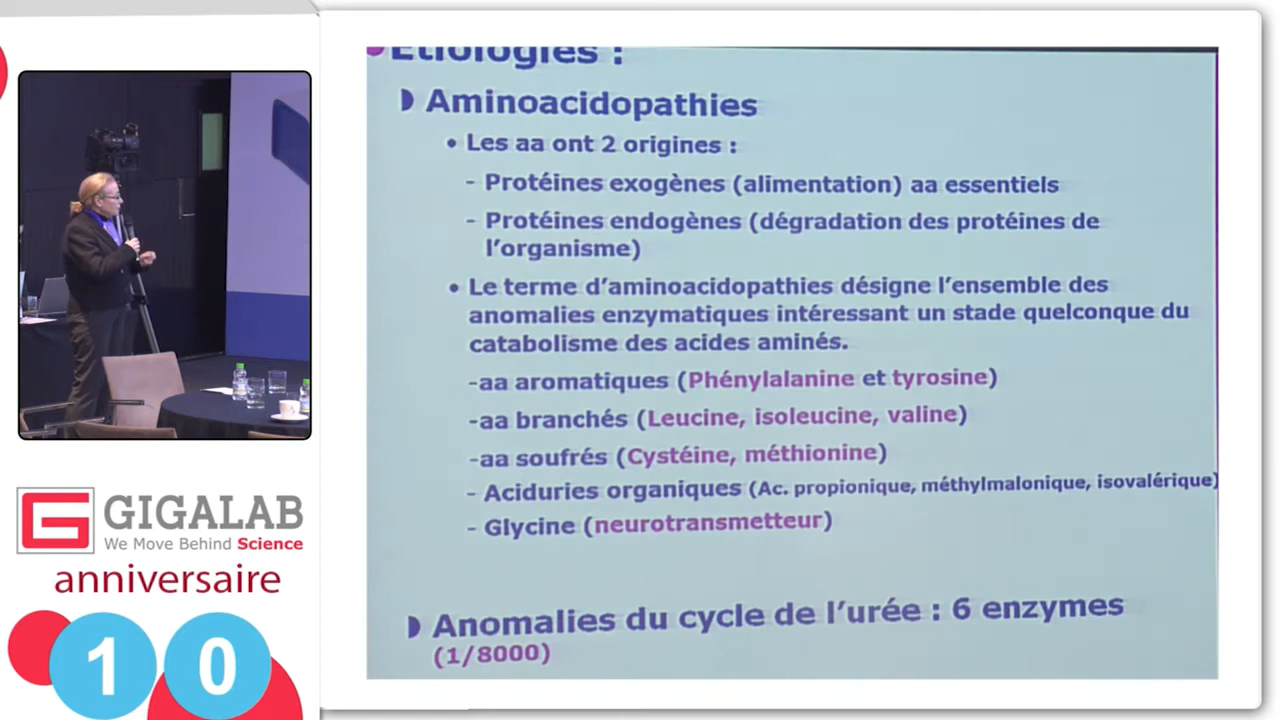 Etiologies :
Aminoacidopathies
• Les aa ont 2 origines :
- Protéines exogènes (alimentation) aa essentiels
- Protéines endogènes (dégradation des protéines de
l'organisme)
• Le terme d'aminoacidopathies désigne l'ensemble des
anomalies enzymatiques intéressant un stade quelconque du
catabolisme des acides aminés.
-aa aromatiques (Phénylalanine et tyrosine)
-aa branchés (Leucine, isoleucine, valine)
-aa soufrés (Cystéine, méthionine)
- Aciduries organiques (Ac. propionique, méthylmalonique, isovalérique)
- Glycine (neurotransmetteur)
Anomalies du cycle de l'urée : 6 enzymes
(1/8000)
GIGALAB
We Move Behind Science
anniversaire
10